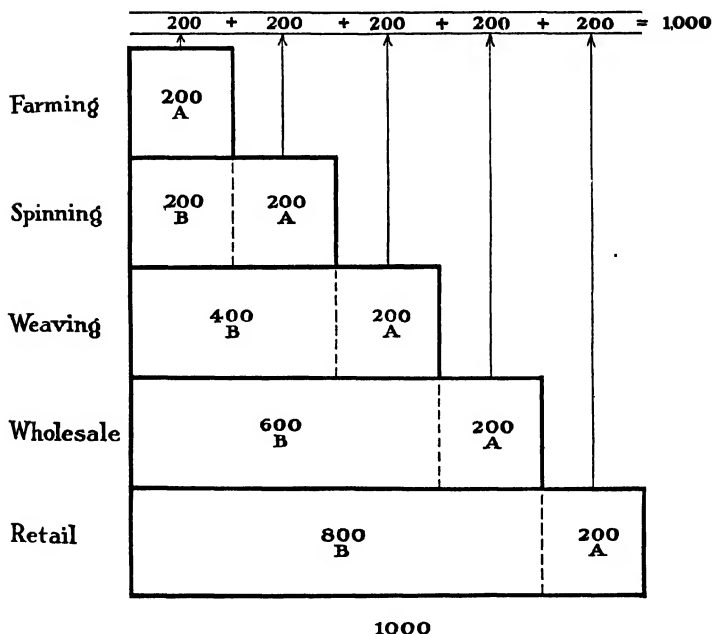 200 + 200 + 200 + 200 + 200 = 1,000
Farming
200
A
Spinning
200 200
B A
Weaving
400 200
B A
Wholesale
600 200
B A
Retail
800 200
B A
1000